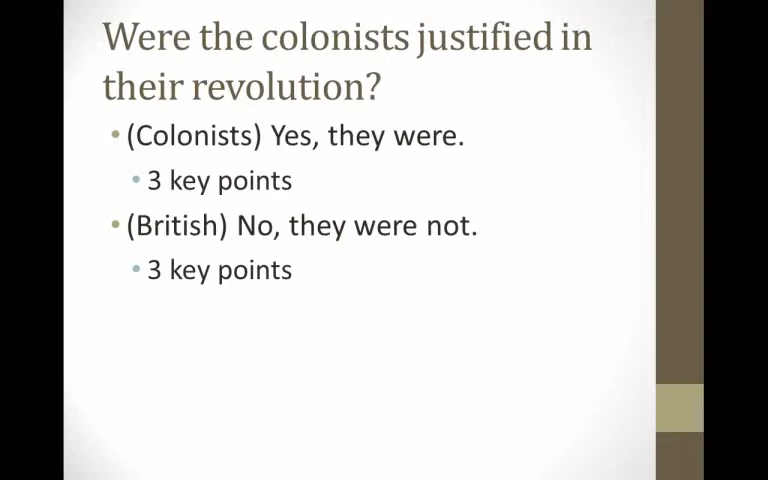 Were the colonists justified in
their revolution?
• (Colonists) Yes, they were.
• 3 key points
• (British) No, they were not.
• 3 key points